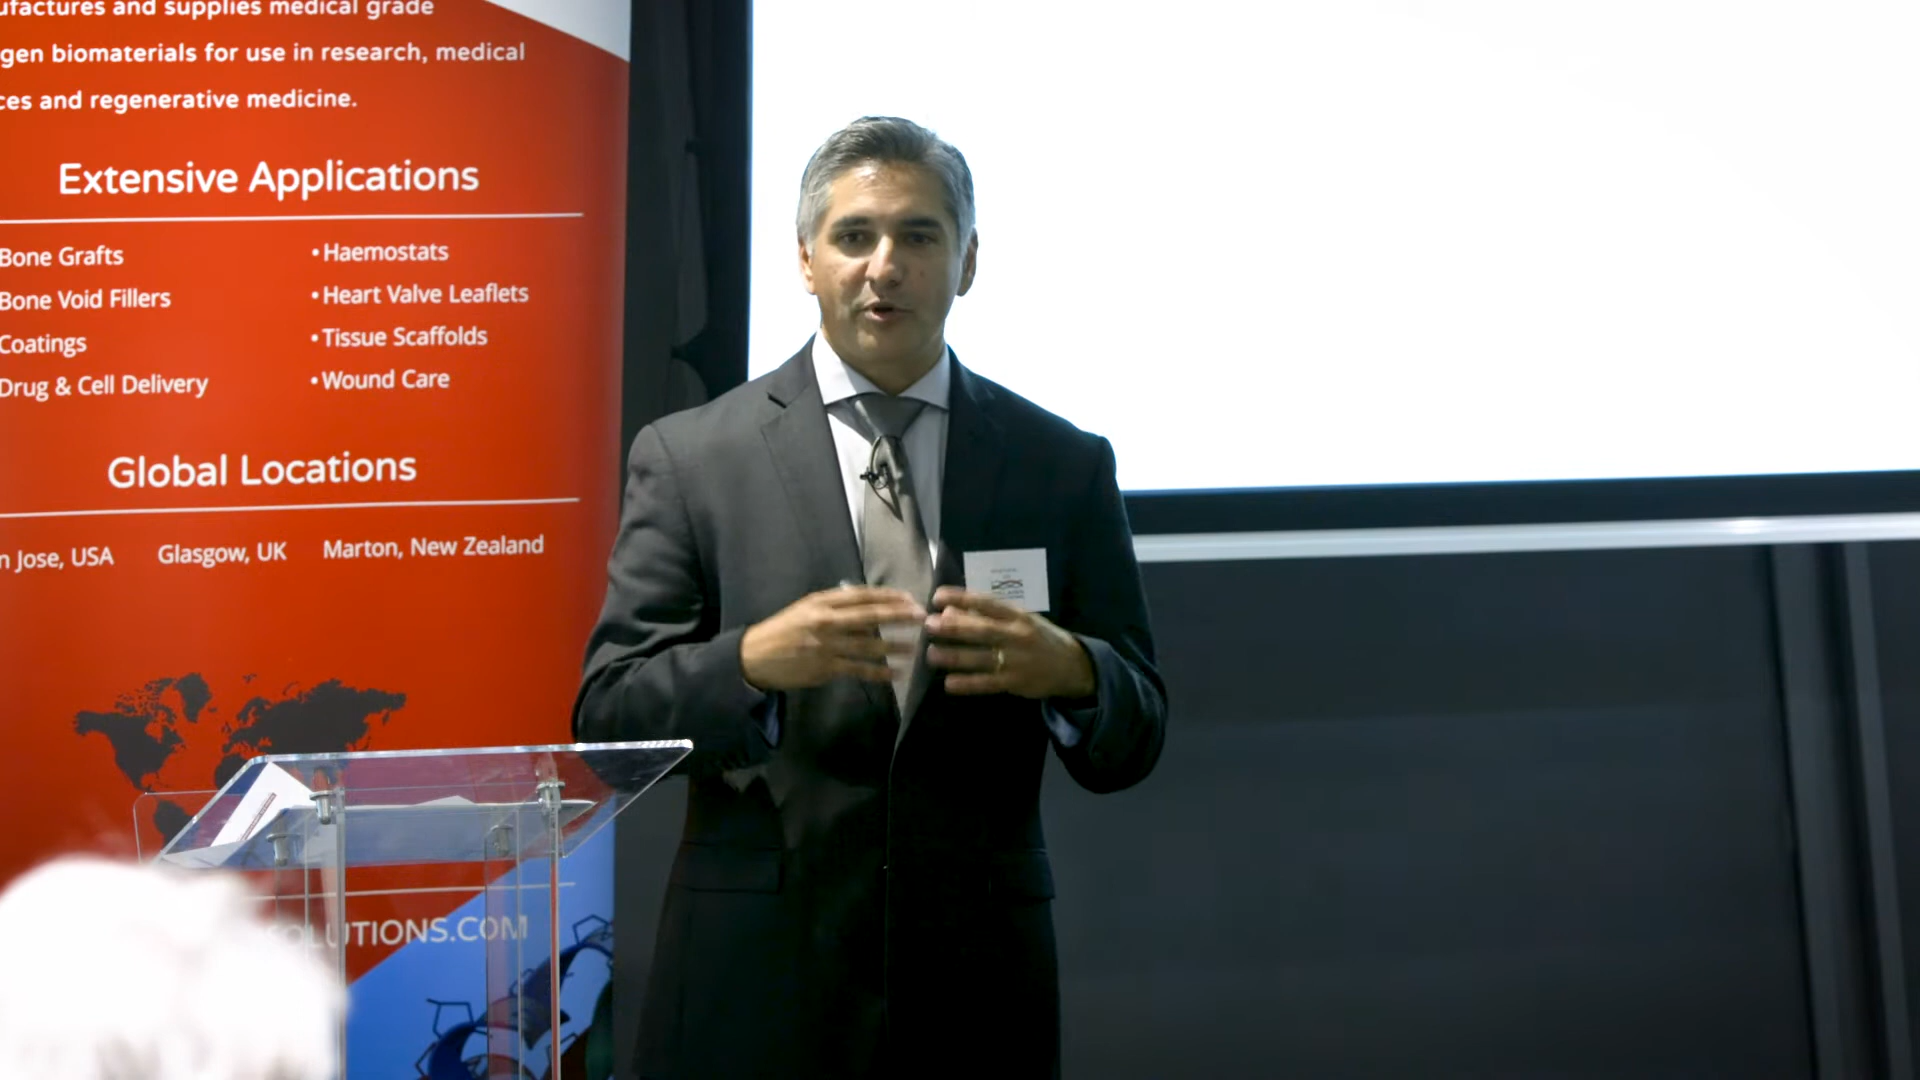 ufactures and supplies medical grade
gen biomaterials for use in research, medical
ces and regenerative medicine.
Extensive Applications
Bone Grafts
Bone Void Fillers
Coatings
Drug & Cell Delivery
• Haemostats
• Heart Valve Leaflets
• Tissue Scaffolds
• Wound Care
Global Locations
n Jose, USA Glasgow, UK Marton, New Zealand
SOLUTIONS.COM